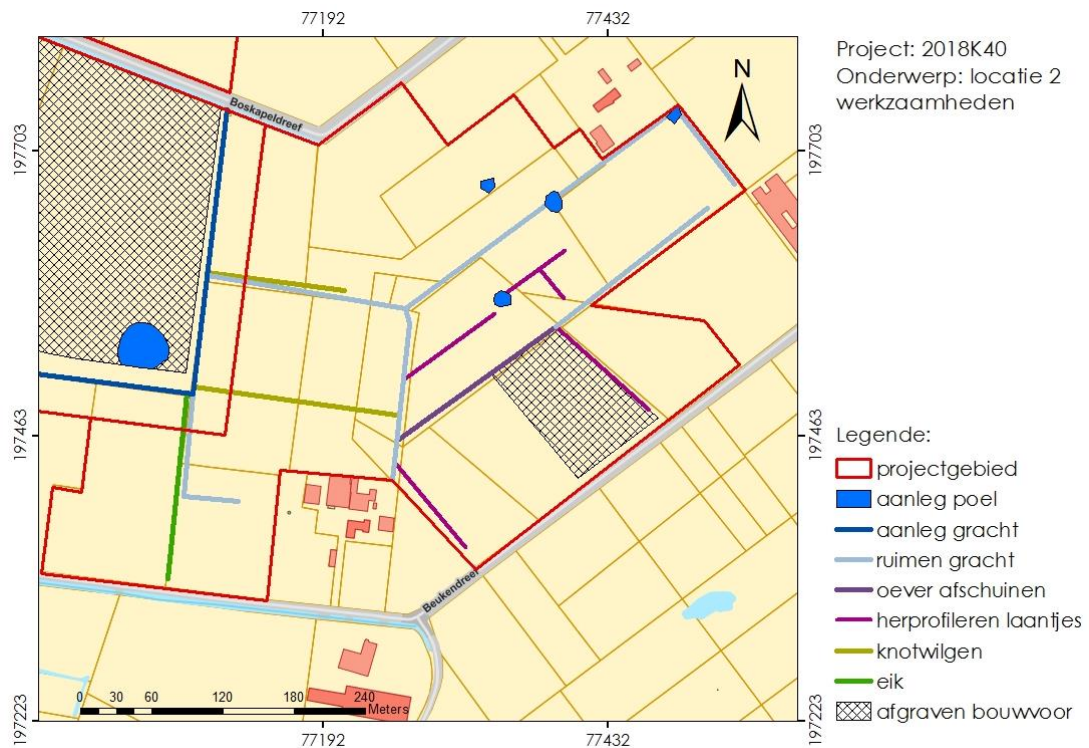 77192
77432
Project: 2018K40
Onderwerp: locatie 2
werkzaamheden
N
Boskapeldreef
197703
197703
197463
197463
Legende:
projectgebied
aanleg poel
aanleg gracht
ruimen gracht
oever afschuinen
herprofileren laantjes
knotwilgen
eik
afgraven bouwvoor
Beukendreef
0 30 60 120 180 240
Meters
197223
197223
77192
77432